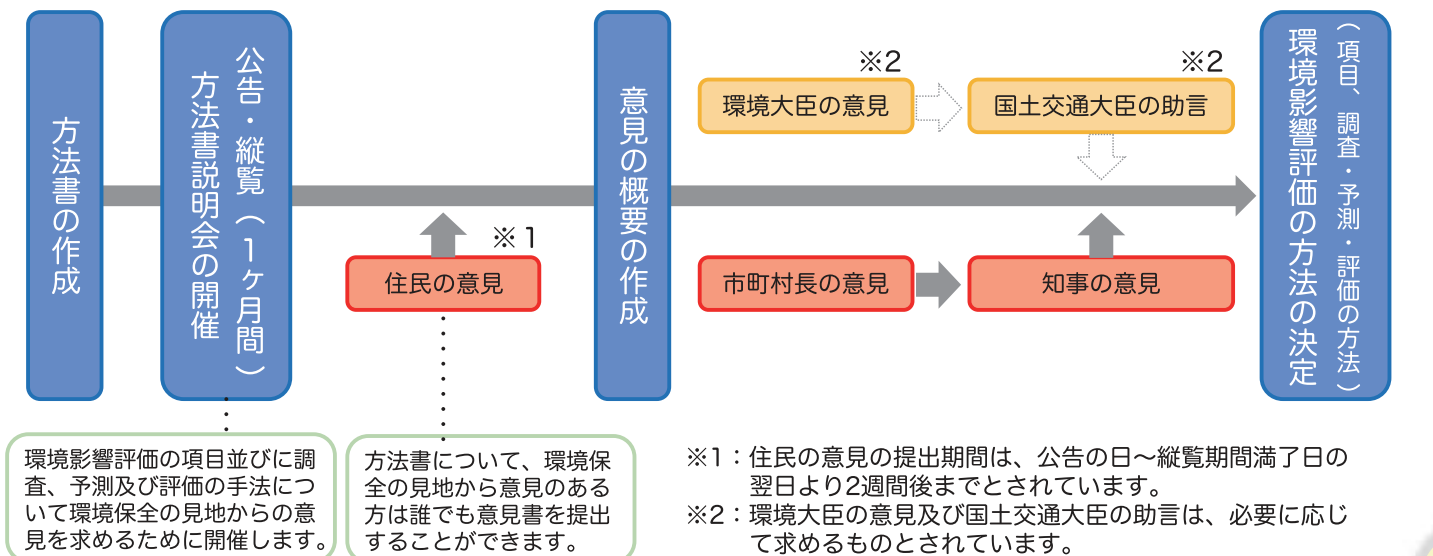 方法書の作成
公告・縦覧（1ヶ月間）
方法書説明会の開催
※1
住民の意見
意見の概要の作成
※2
環境大臣の意見
※2
国土交通大臣の助言
市町村長の意見
知事の意見
（項目、調査・予測・評価の方法）
環境影響評価の方法の決定
環境影響評価の項目並びに調
査、予測及び評価の手法につ
いて環境保全の見地からの意
見を求めるために開催します。
方法書について、環境保
全の見地から意見のある
方は誰でも意見書を提出
することができます。
※1：住民の意見の提出期間は、公告の日〜縦覧期間満了日の
翌日より2週間後までとされています。
※2：環境大臣の意見及び国土交通大臣の助言は、必要に応じ
て求めるものとされています。